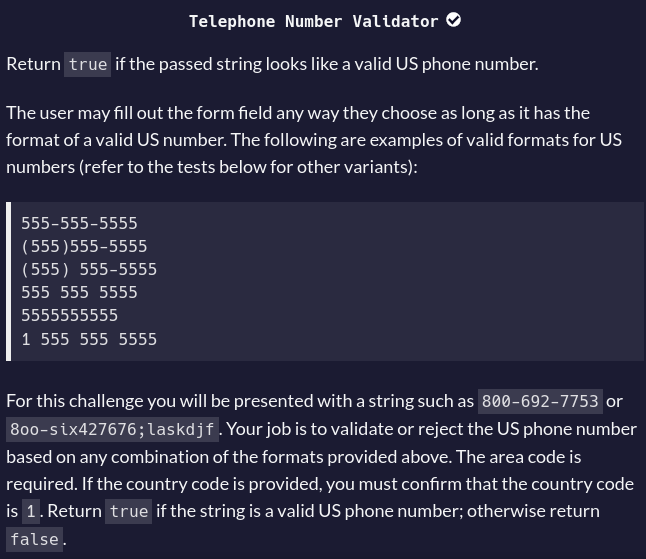 Telephone Number Validator
Return true if the passed string looks like a valid US phone number.
The user may fill out the form field any way they choose as long as it has the
format of a valid US number. The following are examples of valid formats for US
numbers (refer to the tests below for other variants):
555-555-5555
(555)555-5555
(555) 555-5555
555 555 5555
5555555555
1 555 555 5555
For this challenge you will be presented with a string such as 800-692-7753 or
8oo-six427676;laskdjf. Your job is to validate or reject the US phone number
based on any combination of the formats provided above. The area code is
required. If the country code is provided, you must confirm that the country code
is 1. Return true if the string is a valid US phone number; otherwise return
false.